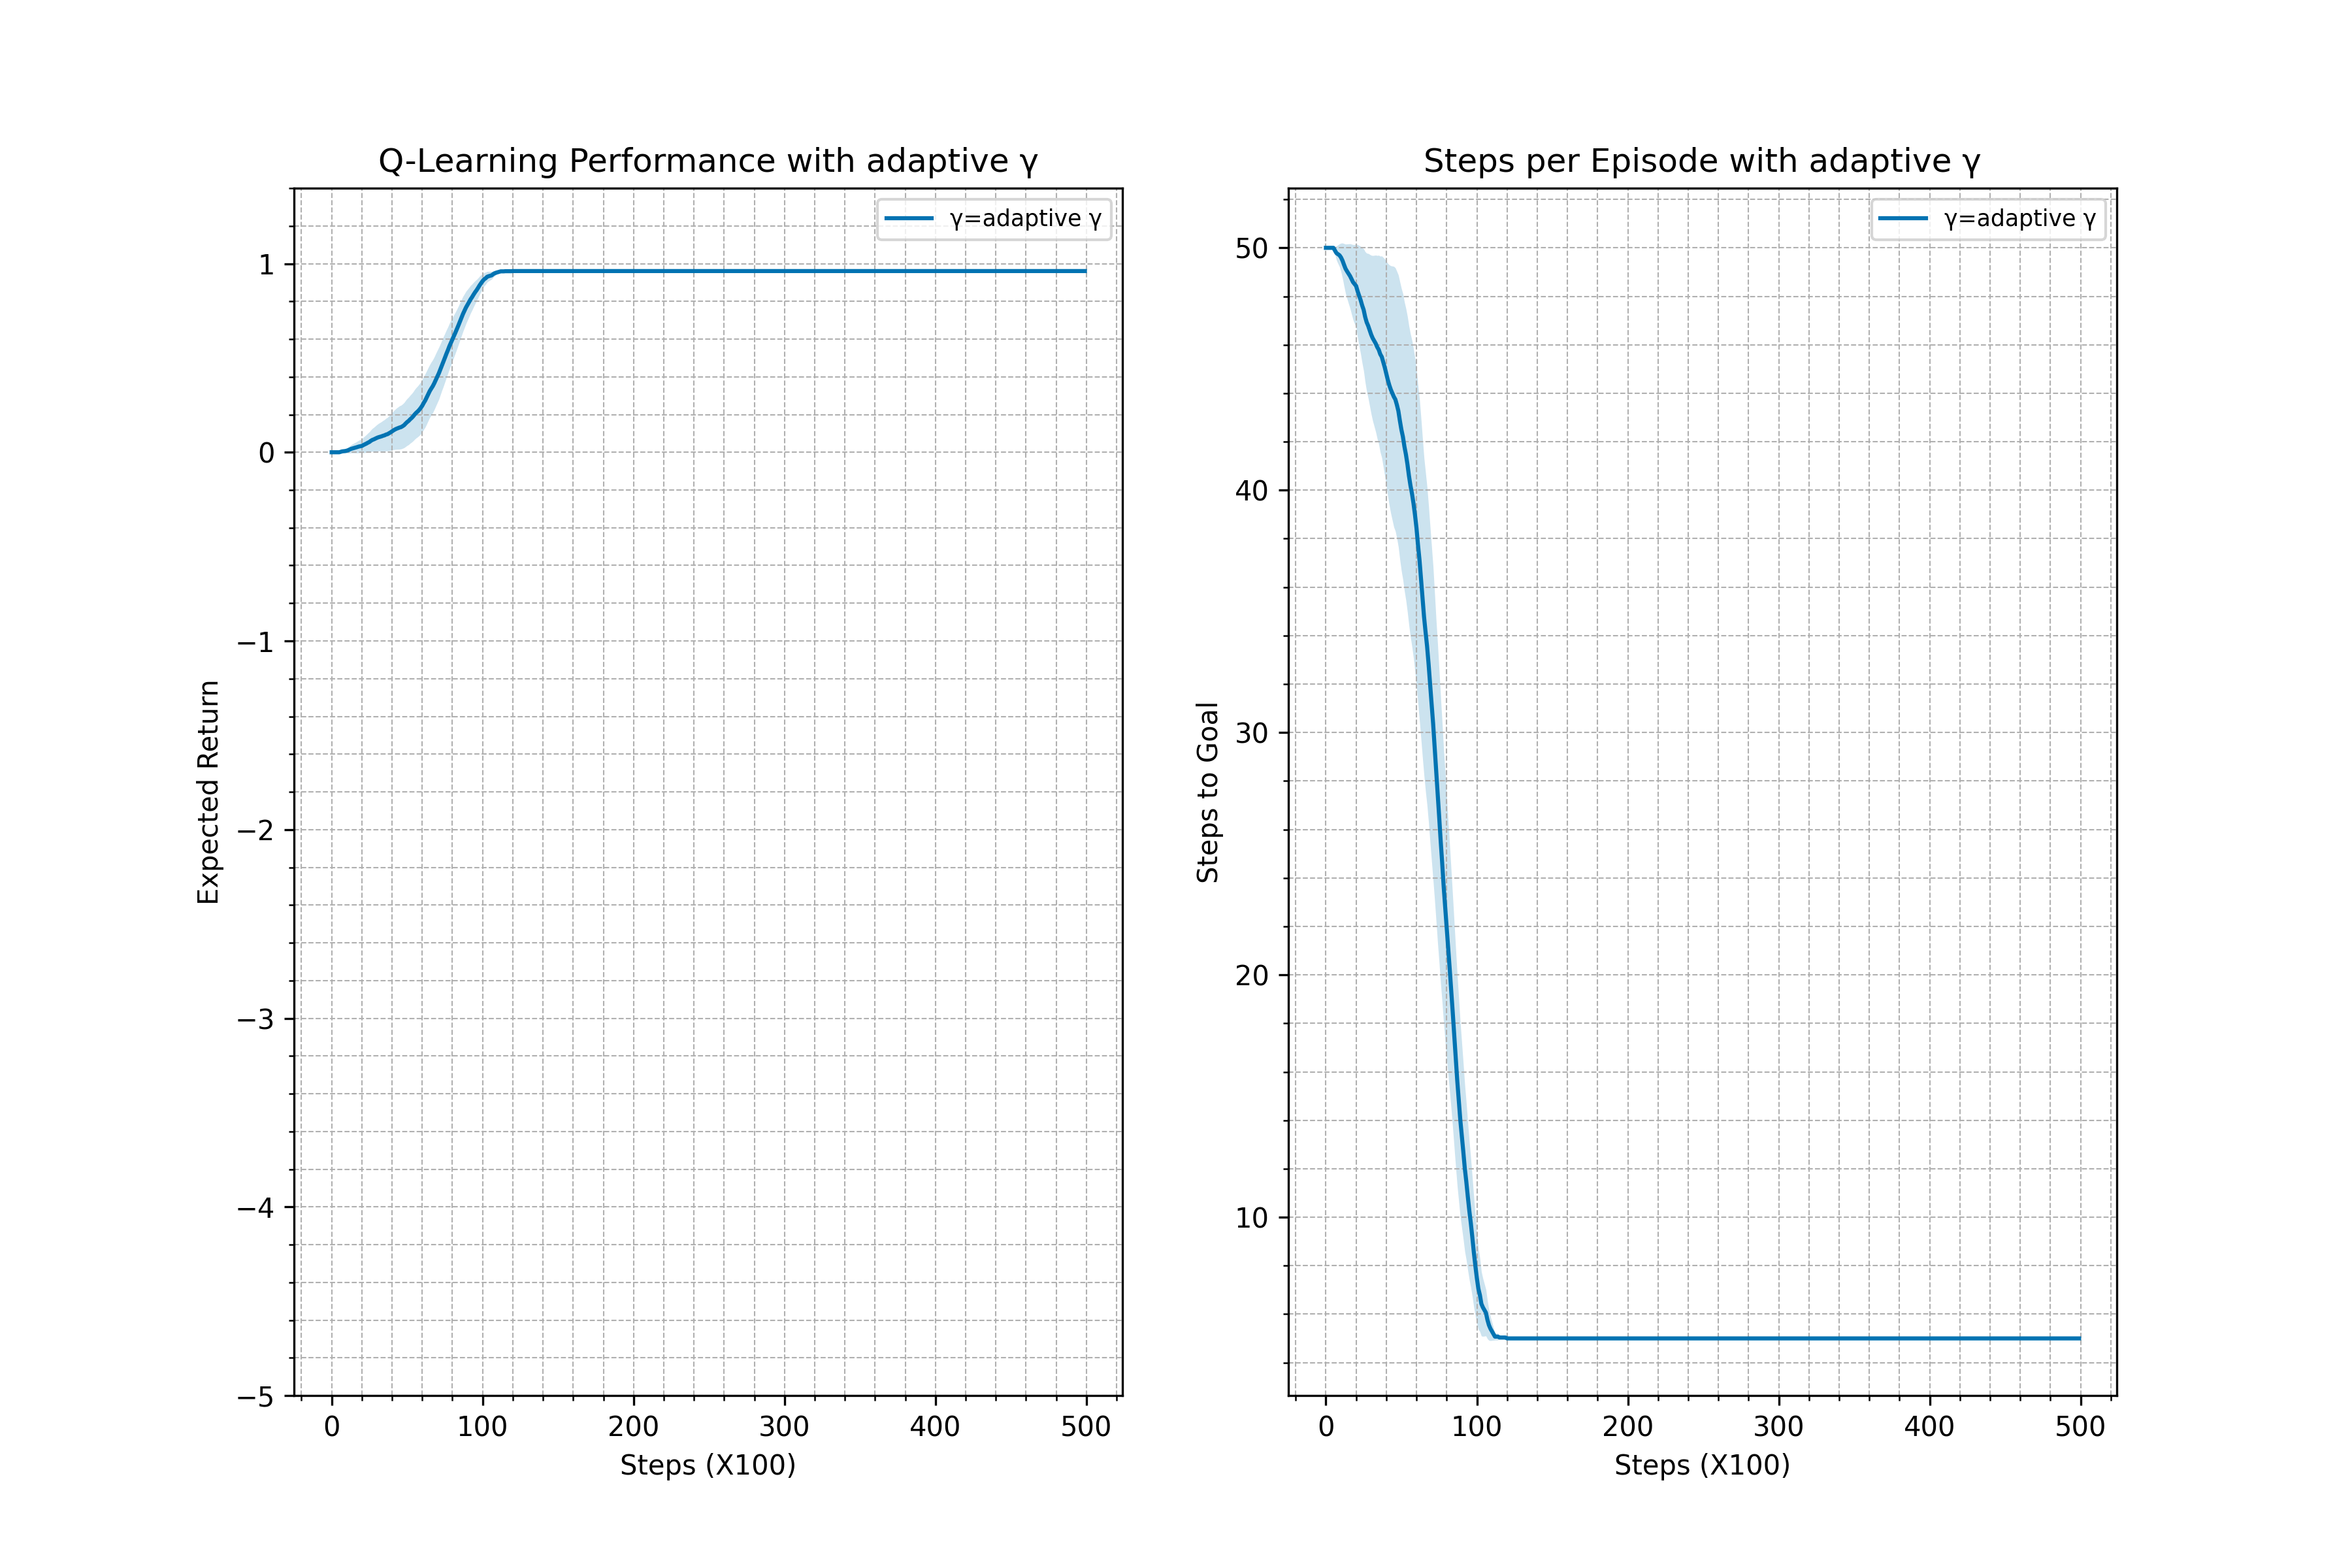 Q-Learning Performance with adaptive γ
γ=adaptive γ
1
0
−1
−2
−3
−4
−5
Expected Return
0 100 200 300 400 500
Steps (X100)
Steps per Episode with adaptive γ
γ=adaptive γ
50
40
30
20
10
Steps to Goal
0 100 200 300 400 500
Steps (X100)